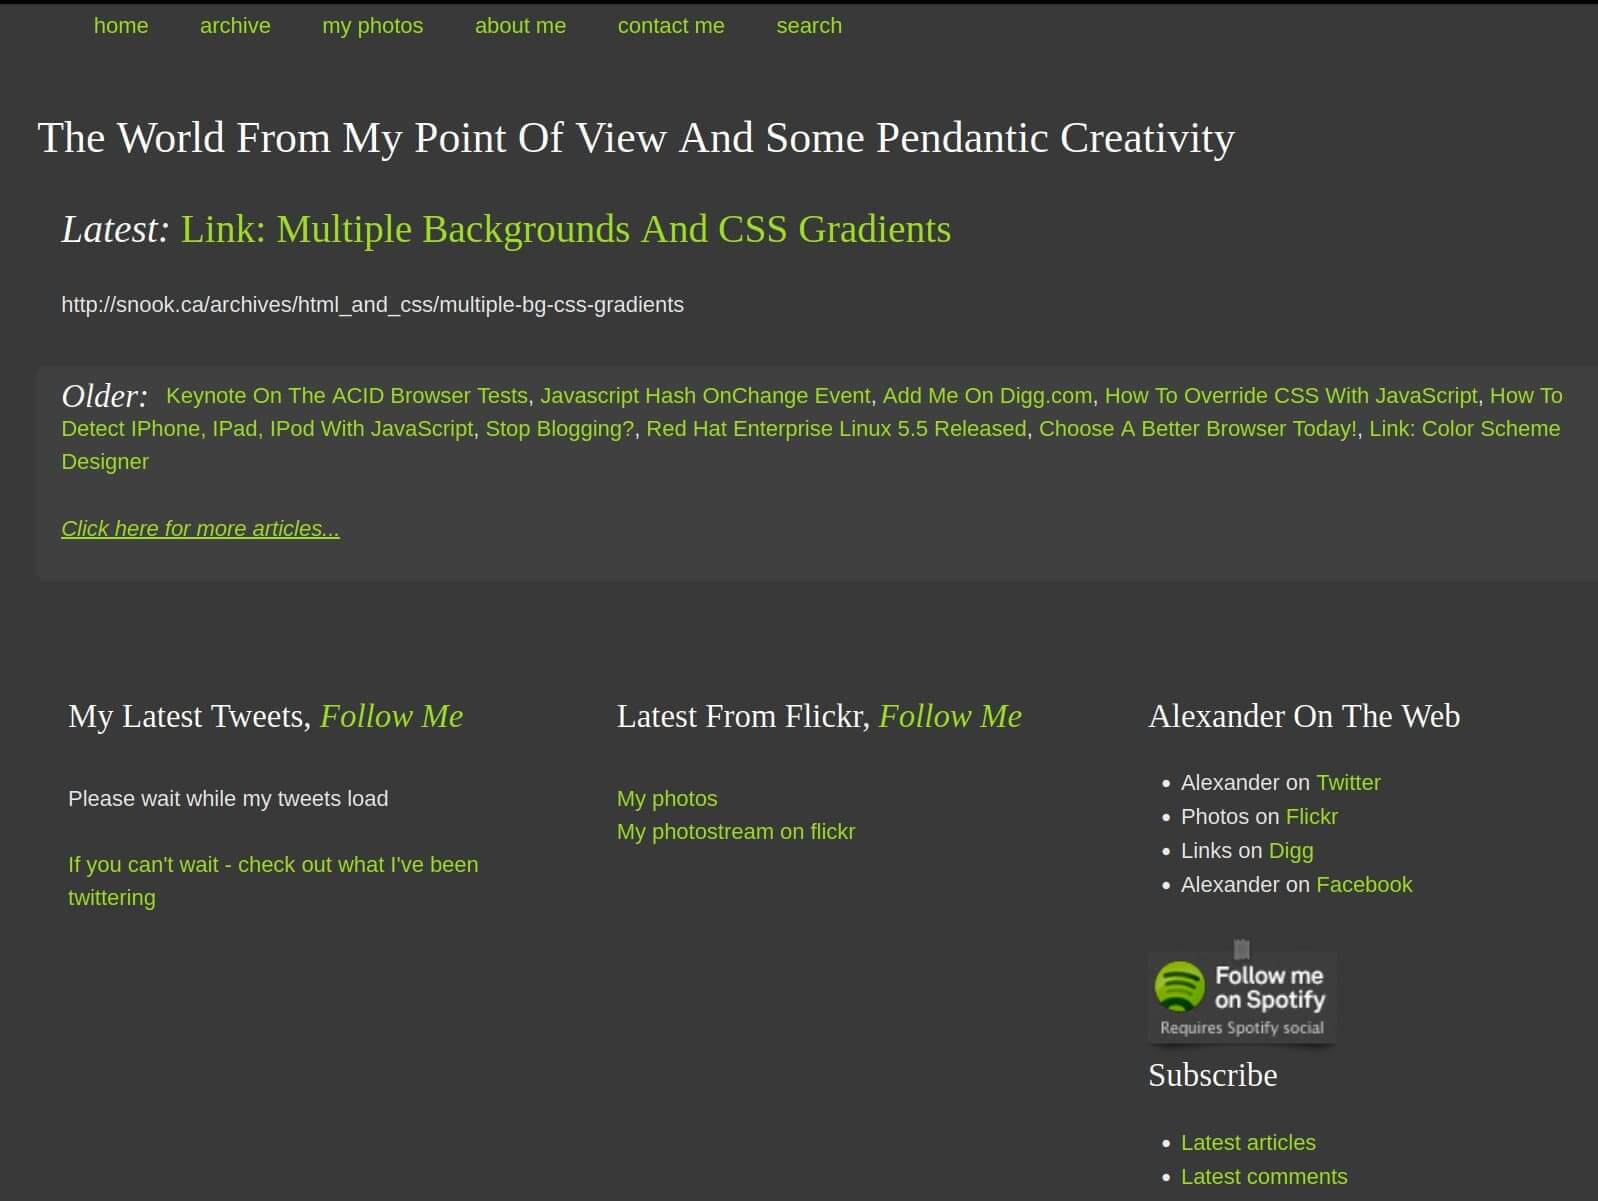 home archive my photos about me contact me search
The World From My Point Of View And Some Pendantic Creativity
Latest: Link: Multiple Backgrounds And CSS Gradients
http://snook.ca/archives/html_and_css/multiple-bg-css-gradients
Older: Keynote On The ACID Browser Tests, Javascript Hash OnChange Event, Add Me On Digg.com, How To Override CSS With JavaScript, How To
Detect IPhone, IPad, IPod With JavaScript, Stop Blogging?, Red Hat Enterprise Linux 5.5 Released, Choose A Better Browser Today!, Link: Color Scheme
Designer
Click here for more articles...
My Latest Tweets, Follow Me
Please wait while my tweets load
If you can't wait - check out what I've been
twittering
Latest From Flickr, Follow Me
My photos
My photostream on flickr
Alexander On The Web
• Alexander on Twitter
• Photos on Flickr
• Links on Digg
• Alexander on Facebook
Follow me
on Spotify
Requires Spotify social
Subscribe
• Latest articles
• Latest comments